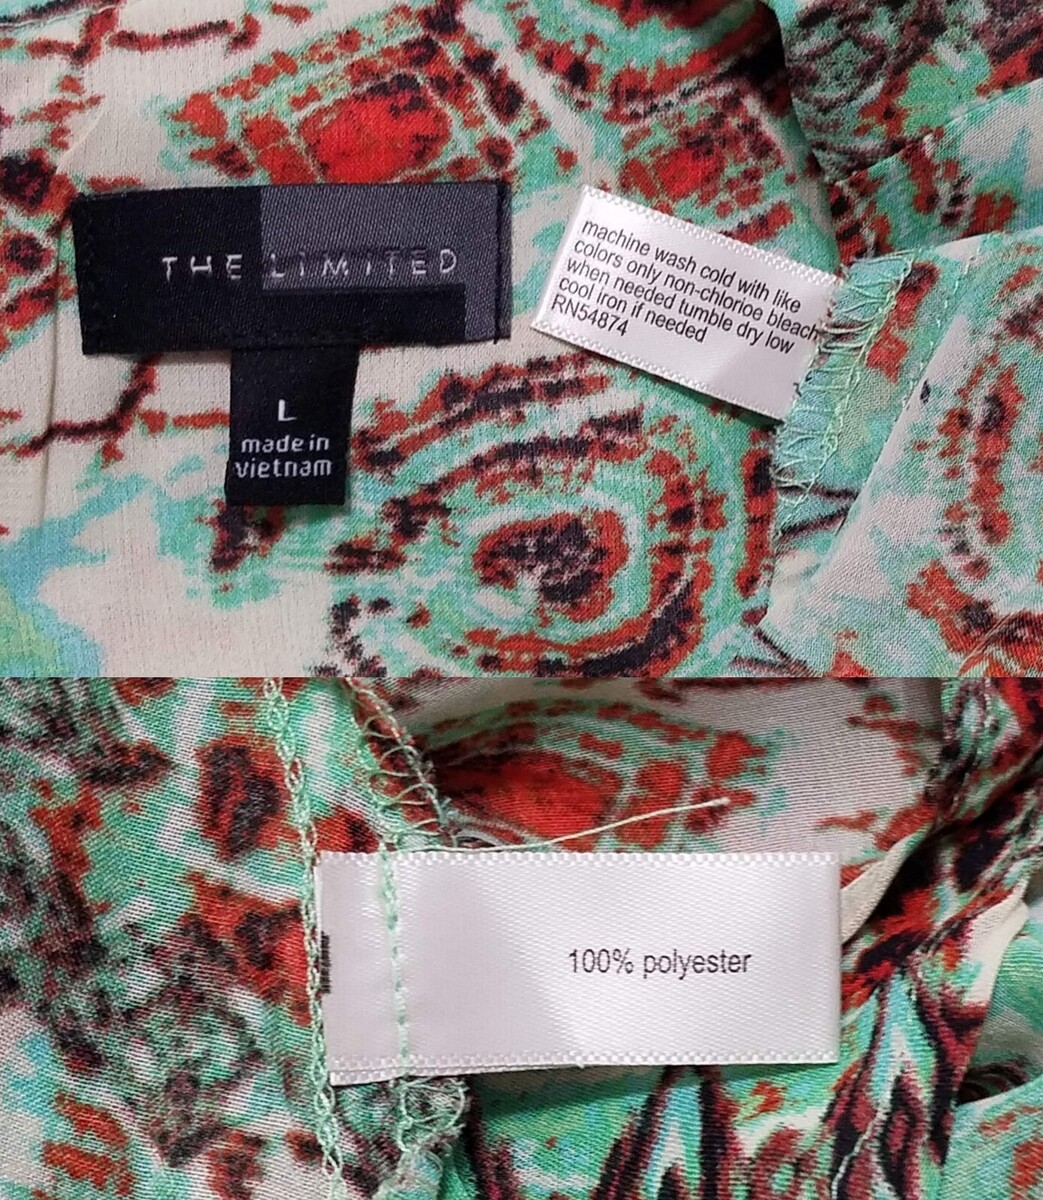 THE LIMITED
L
made in
vietnam
machine wash cold with like
colors only non-chlorioe bleach
when needed tumble dry low
cool iron if needed
RN54874
100% polyester